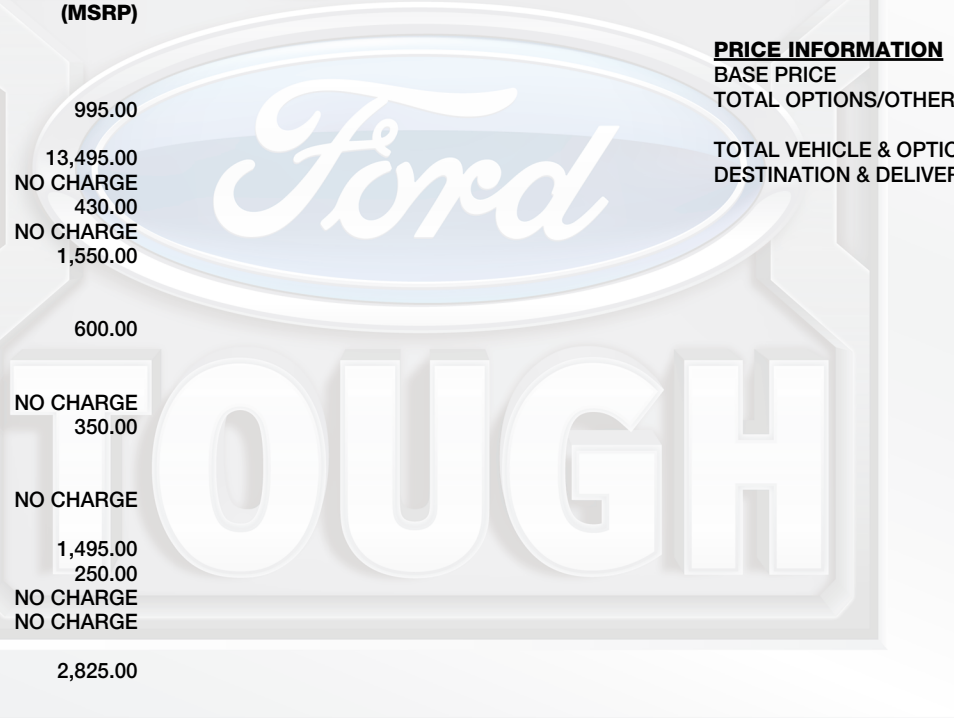 (MSRP)
995.00
13,495.00
NO CHARGE
430.00
NO CHARGE
1,550.00
600.00
NO CHARGE
350.00
NO CHARGE
1,495.00
250.00
NO CHARGE
NO CHARGE
2,825.00
PRICE INFORMATION
BASE PRICE
TOTAL OPTIONS/OTHER
TOTAL VEHICLE & OPTIO
DESTINATION & DELIVER
Ford
TOUGH